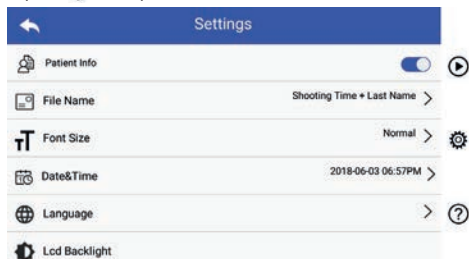 Settings
Patient Info
File Name Shooting Time + Last Name
Font Size Normal
Date&Time 2018-06-03 06:57PM
Language
Lcd Backlight